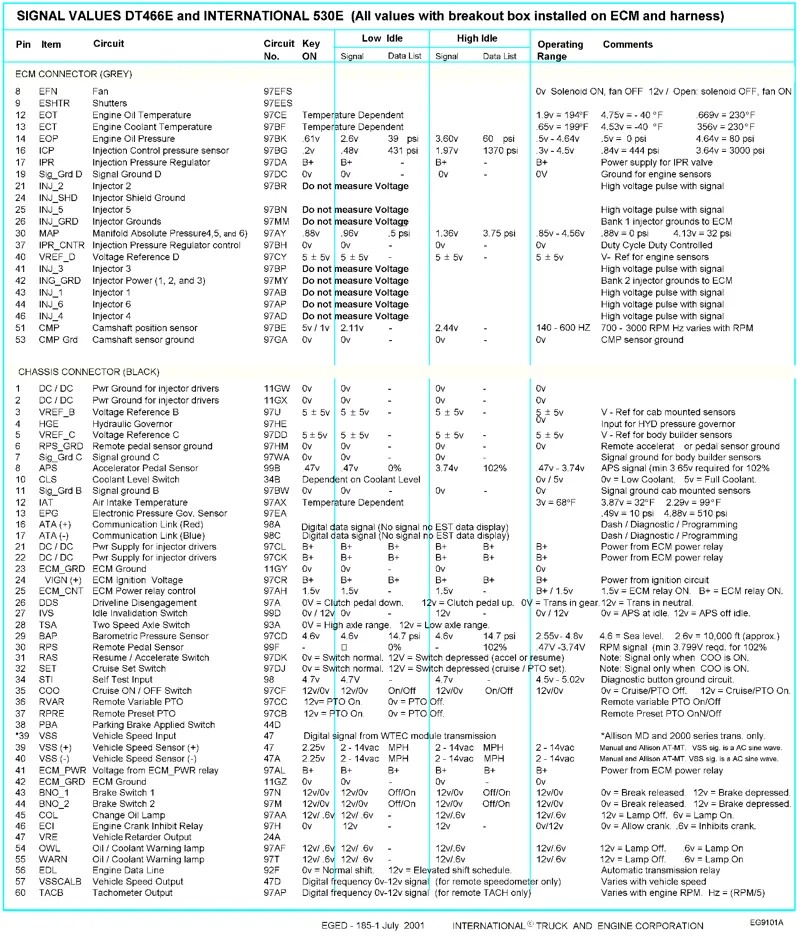 SIGNAL VALUES DT466E and INTERNATIONAL 530E (All values with breakout box installed on ECM and harness)
Low Idle High Idle
Pin Item Circuit Circuit No. Key ON Signal Data List Signal Data List Operating Range Comments
ECM CONNECTOR (GREY)
8 EFN Fan 97EFS 0v Solenoid ON, fan OFF 12v / Open: solenoid OFF, fan ON
9 ESHTR Shutters 97EES
12 EOT Engine Oil Temperature 97CE Temperature Dependent 1.9v = 194°F 4.75v = - 40 °F .669v = 230°F
13 ECT Engine Coolant Temperature 97BF Temperature Dependent .65v = 199°F 4.53v = -40 °F 356v = 230°F
14 EOP Engine Oil Pressure 97BK .61v 2.6v 39 psi 3.60v 60 psi .5v - 4.64v .5v = 0 psi 4.64v = 80 psi
16 ICP Injection Control pressure sensor 97BG .2v .48v 431 psi 1.97v 1370 psi .3v - 4.5v .84v = 444 psi 3.64v = 3000 psi
17 IPR Injection Pressure Regulator 97DA B+ B+ - B+ - B+ Power supply for IPR valve
19 Sig_Grd D Signal Ground D 97DC 0v 0v - 0v - 0V Ground for engine sensors
21 INJ_2 Injector 2 97BR Do not measure Voltage High voltage pulse with signal
24 INJ_SHD Injector Shield Ground
25 INJ_5 Injector 5 97BN Do not measure Voltage High voltage pulse with signal
26 INJ_GRD Injector Grounds 97MM Do not measure Voltage Bank 1 injector grounds to ECM
30 MAP Manifold Absolute Pressure4,5, and 6} 97AY .88v .96v .5 psi 1.36v 3.75 psi .85v - 4.56v .88v = 0 psi 4.13v = 32 psi
37 IPR_CNTR Injection Pressure Regulator control 97BH 0v 0v - 0v - 0v Duty Cycle Duty Controlled
40 VREF_D Voltage Reference D 97CY 5 ± 5v 5 ± 5v - 5 ± 5v - 5 ± 5v V- Ref for engine sensors
41 INJ_3 Injector 3 97BP Do not measure Voltage High voltage pulse with signal
42 ING_GRD Injector Power (1, 2, and 3) 97MY Do not measure Voltage Bank 2 injector grounds to ECM
43 INJ_1 Injector 1 97AB Do not measure Voltage High voltage pulse with signal
44 INJ_6 Injector 6 97AP Do not measure Voltage High voltage pulse with signal
46 INJ_4 Injector 4 97AD Do not measure Voltage High voltage pulse with signal
51 CMP Camshaft position sensor 97BE 5v / 1v 2.11v - 2.44v - 140 - 600 HZ 700 - 3000 RPM Hz varies with RPM
53 CMP Grd Camshaft sensor ground 97GA 0v 0v - 0v - 0v CMP sensor ground
CHASSIS CONNECTOR (BLACK)
1 DC / DC Pwr Ground for injector drivers 11GW 0v 0v - 0v - 0v
2 DC / DC Pwr Ground for injector drivers 11GX 0v 0v - 0v - 0v
3 VREF_B Voltage Reference B 97U 5 ± 5v 5 ± 5v - 5 ± 5v - 5 ± 5v V - Ref for cab mounted sensors
4 HGE Hydraulic Governor 97HE 0v Input for HYD pressure governor
5 VREF_C Voltage Reference C 97DD 5 ± 5v 5 ± 5v - 5 ± 5v - 5 ± 5v V - Ref for body builder sensors
6 RPS_GRD Remote pedal sensor ground 97HM 0v 0v - 0v - 0v Remote accelerat or pedal sensor ground
7 Sig_Grd C Signal ground C 97WA 0v 0v - 0v - 0v Signal ground for body builder sensors
8 APS Accelerator Pedal Sensor 99B .47v .47v 0% 3.74v 102% .47v - 3.74v APS signal (min 3 65v required for 102%
10 CLS Coolant Level Switch 34B Dependent on Coolant Level 0v / 5v 0v = Low Coolant. 5v = Full Coolant.
11 Sig_Grd B Signal ground B 97BW 0v 0v - 0v - 0v Signal ground cab mounted sensors
12 IAT Air Intake Temperature 97AX Temperature Dependent 3v = 68°F 3.87v = 32°F 2.29v = 99°F
13 EPG Electronic Pressure Gov. Sensor 97EA .49v = 10 psi 4.88v = 510 psi
16 ATA (+) Communication Link (Red) 98A Digital data signal (No signal no EST data display) Dash / Diagnostic / Programming
17 ATA (-) Communication Link (Blue) 98C Digital data signal (No signal no EST data display) Dash / Diagnostic / Programming
21 DC / DC Pwr Supply for injector drivers 97CL B+ B+ B+ B+ B+ B+ Power from ECM power relay
22 DC / DC Pwr Supply for injector drivers 97CK B+ B+ B+ B+ B+ B+ Power from ECM power relay
23 ECM_GRD ECM Ground 11GY 0v 0v - 0v - 0v
24 VIGN (+) ECM Ignition Voltage 97CR B+ B+ B+ B+ B+ B+ Power from ignition circuit
25 ECM_CNT ECM Power relay control 97AH 1.5v 1.5v - 1.5v - B+ / 1.5v 1.5v = ECM relay ON. B+ = ECM relay ON.
26 DDS Driveline Disengagement 97A 0V = Clutch pedal down. 12v = Clutch pedal up. 0V = Trans in gear. 12v = Trans in neutral.
27 IVS Idle Invalidation Switch 99D 0v / 12v 0v - 12v - 0v / 12v 0v = APS at idle. 12v = APS off idle.
28 TSA Two Speed Axle Switch 93A 0V = High axle range. 12v = Low axle range.
29 BAP Barometric Pressure Sensor 97CD 4.6v 4.6v 14.7 psi 4.6v 14.7 psi 2.55v- 4.8v 4.6 = Sea level. 2.6v = 10,000 ft (approx.)
30 RPS Remote Pedal Sensor 99F - □ 0% - 102% .47V -3.74V RPM signal (min 3.799V reqd. for 102%
31 RAS Resume / Accelerate Switch 97DK 0v = Switch normal. 12V = Switch depressed (accel or resume) Note: Signal only when COO is ON.
32 SET Cruise Set Switch 97DJ 0v = Switch normal. 12V = Switch depressed (cruise / PTO set). Note: Signal only when COO is ON.
34 STI Self Test Input 98 4.7v 4.7v 4.7v - 4.5v - 5.02v Diagnostic button ground circuit.
35 COO Cruise ON / OFF Switch 97CF 12v/0v 12v/0v On/Off 12v/0v On/Off 12v/0v 0v = Cruise/PTO Off. 12v = Cruise/PTO On.
36 RVAR Remote Variable PTO 97CC 12v= PTO On. 0v = PTO Off. Remote variable PTO On/Off
37 RPRE Remote Preset PTO 97CB 12v = PTO On. 0v = PTO Off. Remote Preset PTO OnN/Off
38 PBA Parking Brake Applied Switch 44D
*39 VSS Vehicle Speed Input 47 Digital signal from WTEC module transmission *Allison MD and 2000 series trans. only.
39 VSS (+) Vehicle Speed Sensor (+) 47 2.25v 2 - 14vac MPH 2 - 14vac MPH 2 - 14vac Manual and Allison AT-MT. VSS sig. is a AC sine wave.
40 VSS (-) Vehicle Speed Sensor (-) 47A 2.25v 2 - 14vac MPH 2 - 14vac MPH 2 - 14vac Manual and Allison AT-MT. VSS sig. is a AC sine wave.
41 ECM_PWR Voltage from ECM_PWR relay 97AL B+ B+ B+ B+ B+ B+ Power from ECM power relay
42 ECM_GRD ECM Ground 11GZ 0v 0v - 0v - 0v
43 BNO_1 Brake Switch 1 97N 12v/0v 12v/0v Off/On 12v/0v Off/On 12v/0v 0v = Break released. 12v = Brake depressed.
44 BNO_2 Brake Switch 2 97M 12v/0v 12v/0v Off/On 12v/0v Off/On 12v/0v 0v = Break released. 12v = Brake depressed.
45 COL Change Oil Lamp 97AA 12v/ .6v 12v/ .6v - 12v/.6v 12v/.6v 12v = Lamp Off. 6v = Lamp On.
46 ECI Engine Crank Inhibit Relay 97H 0v 12v - 12v - 0v/12v 0v = Allow crank. .6v = Inhibits crank.
47 VRE Vehicle Retarder Output 24A
54 OWL Oil / Coolant Warning lamp 97AF 12v/ .6v 12v/ .6v - 12v/.6v 12v/.6v 12v = Lamp Off. .6v = Lamp On
55 WARN Oil / Coolant Warning lamp 97T 12v/ .6v 12v/ .6v - 12v/.6v 12v/.6v 12v = Lamp Off. .6v = Lamp On
56 EDL Engine Data Line 92F 0v = Normal shift. 12v = Elevated shift schedule. Automatic transmission relay
57 VSSCALB Vehicle Speed Output 47D Digital frequency 0v-12v signal (for remote speedometer only) Varies with vehicle speed
60 TACB Tachometer Output 97AP Digital frequency 0v-12v signal (for remote TACH only) Varies with engine RPM. Hz = (RPM/5)
EGED - 185-1 July 2001 INTERNATIONAL© TRUCK AND ENGINE CORPORATION EG9101A